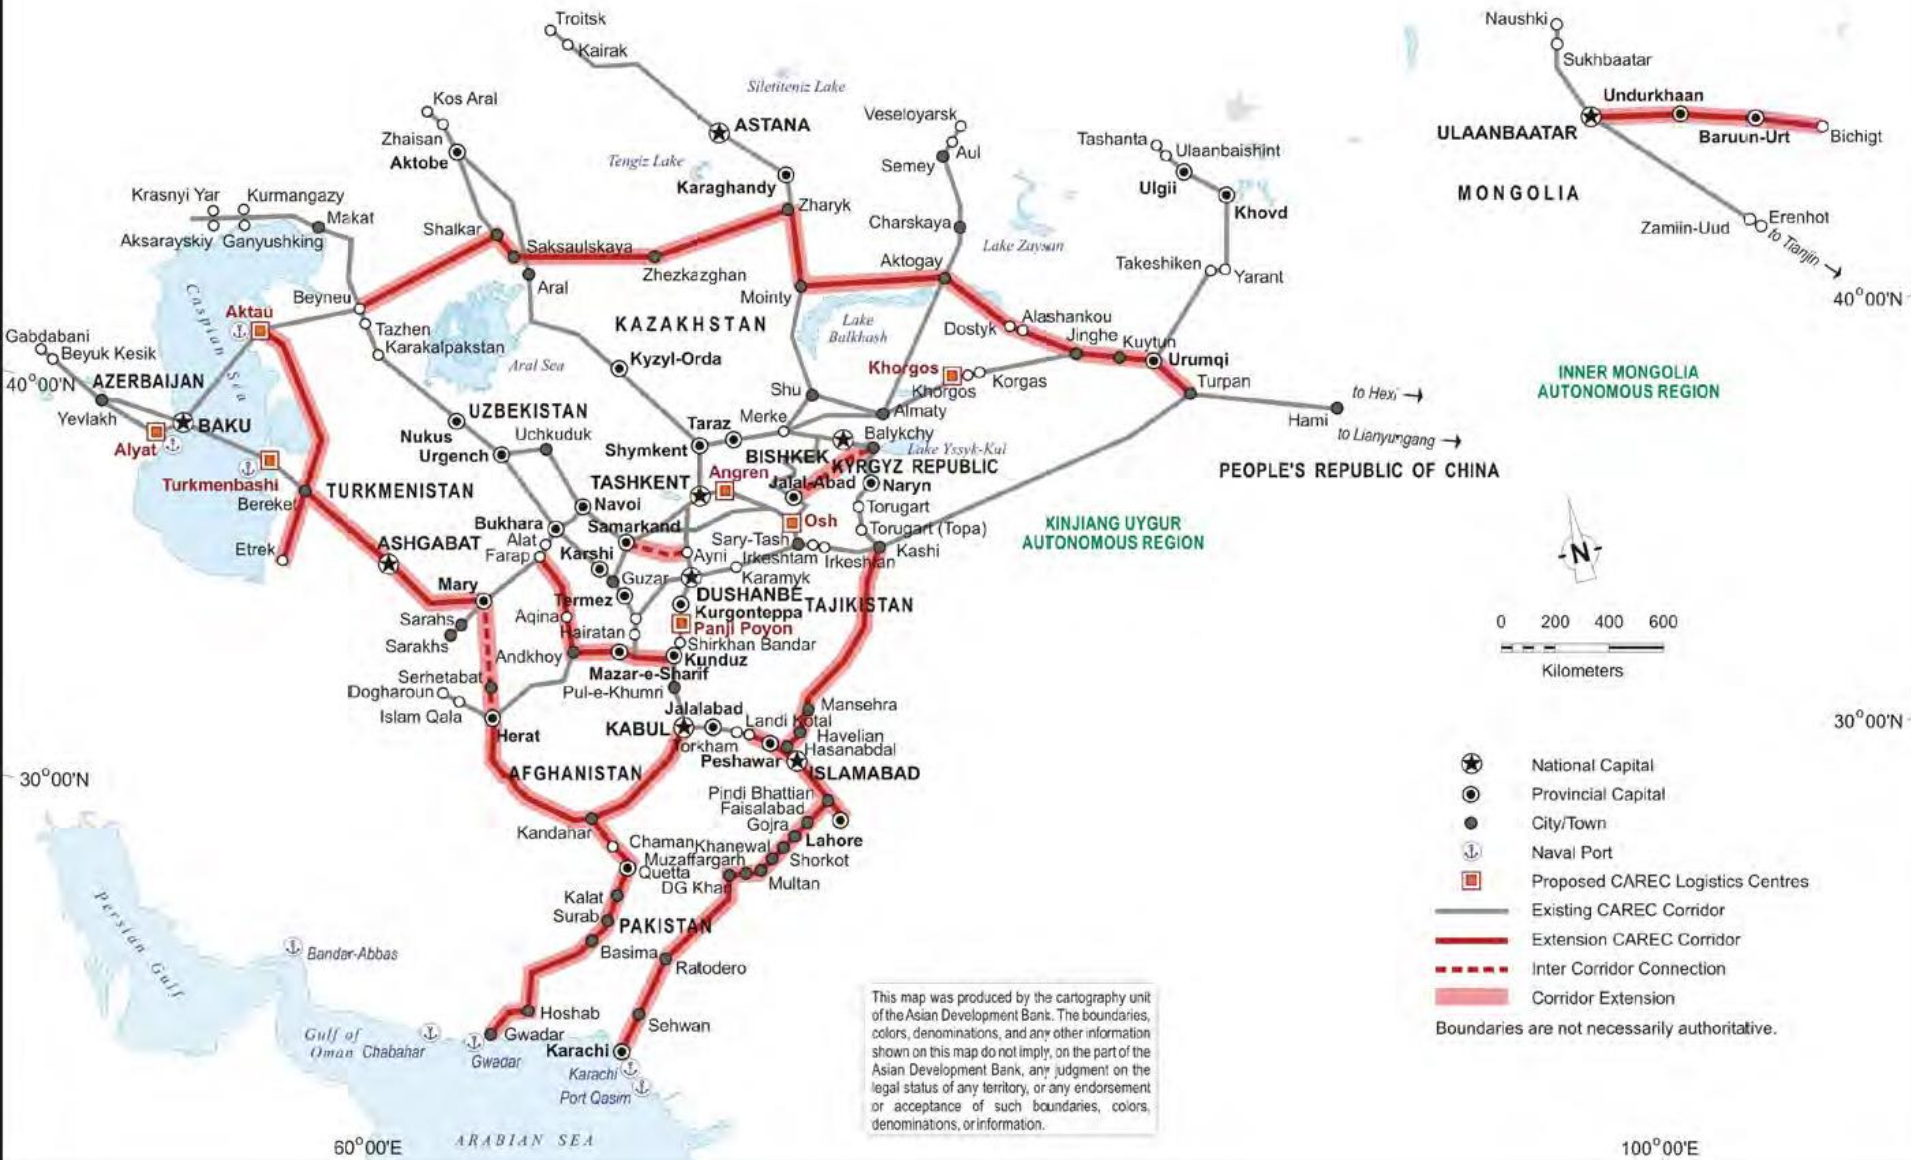 Troitsk
Kairak
Naushki
Sukhbaatar
Siletiteniz Lake
Kos Aral
ASTANA
Veseloyarsk
Undurkhaan
Zhaisan
Aktobe
Tengiz Lake
Semey
Aul
Tashanta
Ulaanbaishint
ULAANBAATAR
Baruun-Urt
Bichigt
Karaghandy
Ulgii
MONGOLIA
Krasnyi Yar
Kurmangazy
Makat
Zharyk
Khovd
Aksarayskiy
Ganyushking
Shalkar
Saksaulskaya
Charskaya
Lake Zaysan
Zamiin-Uud
Erenhot
to Tianjin
Zhezkazghan
Aktogay
Takeshiken
Yarant
Beyneu
Aral
Mointy
40°00'N
Caspian Sea
Aktau
Tazhen
Karakalpakstan
KAZAKHSTAN
Lake
Balkhash
Dostyk
Alashankou
Jinghe
Kuytun
Gabdabani
Beyuk Kesik
Aral Sea
Kyzyl-Orda
Khorgos
Khorgos
Korgas
Urumqi
Turpan
INNER MONGOLIA
AUTONOMOUS REGION
40°00'N
AZERBAIJAN
Shu
Hami
to Hexi
to Lianyungang
Yevlakh
BAKU
UZBEKISTAN
Taraz
Merke
Almaty
Alyat
Nukus
Urgench
Uchkuduk
Shymkent
BISHKEK
Balykchy
Lake Yssyk-Kul
KYRGYZ REPUBLIC
PEOPLE'S REPUBLIC OF CHINA
Turkmenbashi
TURKMENISTAN
TASHKENT
Angren
Jalal-Abad
Naryn
Bereket
Navoi
Torugart
Bukhara
Samarkand
Osh
Torugart (Topa)
XINJIANG UYGUR
AUTONOMOUS REGION
Etrek
ASHGABAT
Alat
Farap
Karshi
Ayni
Sary-Tash
Irkeshtam
Irkeshtan
Kashi
N
Mary
Guzar
Karamyk
DUSHANBE
TAJIKISTAN
Termez
Kurgonteppa
Sarahs
Aqina
Panji Poyon
Sarakhs
Hairatan
Shirkhan Bandar
0 200 400 600
Kilometers
Andkhoy
Kunduz
Serhetabat
Mazar-e-Sharif
Dogharoun
Pul-e-Khumri
Islam Qala
Mansehra
30°00'N
Herat
KABUL
Jalalabad
Landi Kotal
Torkham
Havelian
Hasanabdal
Peshawar
ISLAMABAD
30°00'N
AFGHANISTAN
Pindi Bhattian
Faisalabad
Gojra
Kandahar
Lahore
Chaman
Khanewal
Shorkot
Muzaffargarh
Quetta
DG Khan
Multan
Kalat
Surab
PAKISTAN
Basima
Ratodero
Persian Gulf
Bandar-Abbas
Hoshab
Sehwan
Gulf of
Oman
Chabahar
Gwadar
Gwadar
Karachi
Karachi
Port Qasim
ARABIAN SEA
60°00'E
100°00'E
National Capital
Provincial Capital
City/Town
Naval Port
Proposed CAREC Logistics Centres
Existing CAREC Corridor
Extension CAREC Corridor
Inter Corridor Connection
Corridor Extension
Boundaries are not necessarily authoritative.
This map was produced by the cartography unit
of the Asian Development Bank. The boundaries,
colors, denominations, and any other information
shown on this map do not imply, on the part of the
Asian Development Bank, any judgment on the
legal status of any territory, or any endorsement
or acceptance of such boundaries, colors,
denominations, or information.